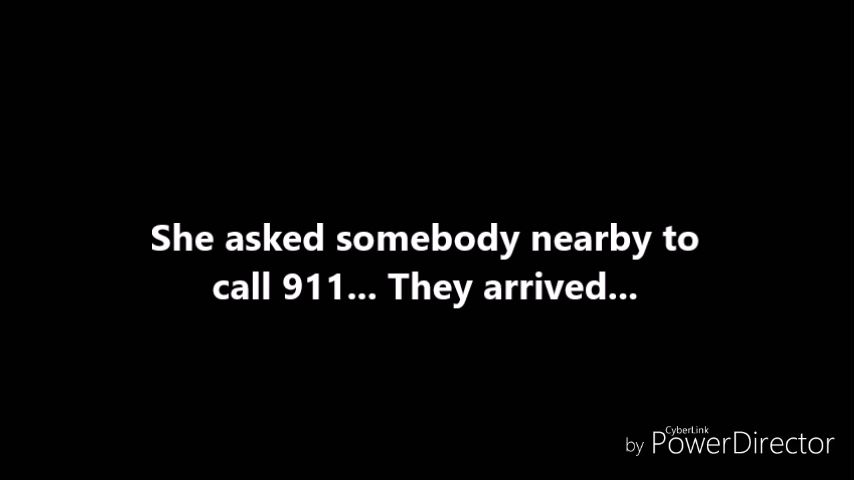 She asked somebody nearby to
call 911... They arrived...
CyberLink
by PowerDirector